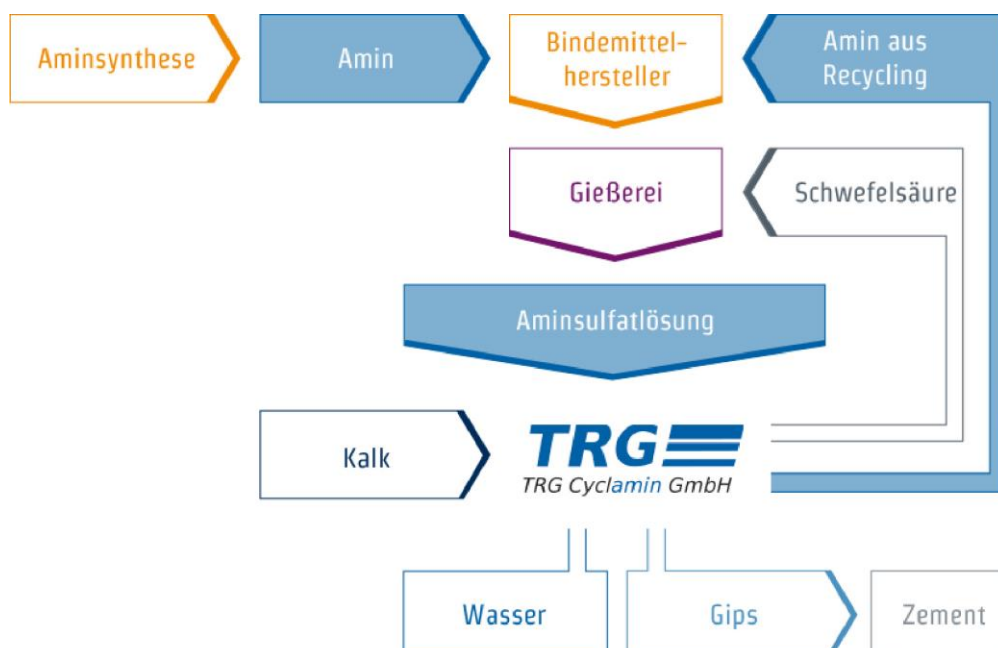 Aminsynthese
Amin
Bindemittel-
hersteller
Amin aus
Recycling
Gießerei
Schwefelsäure
Aminsulfatlösung
Kalk
TRG
TRG Cyclamin GmbH
Wasser
Gips
Zement